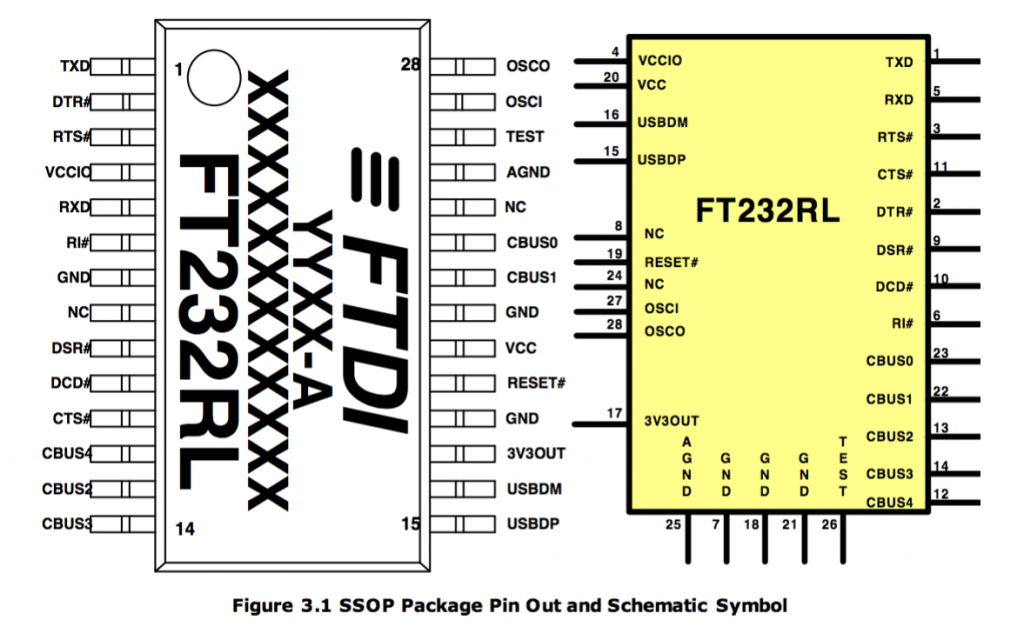 TXD
DTR#
RTS#
VCCIO
RXD
RI#
GND
NC
DSR#
DCD#
CTS#
CBUS4
CBUS2
CBUS3
1
14
28
15
FT232RL
XXXXXXXXXXXX
YYXX-A
FTDI
OSCO
OSCI
TEST
AGND
NC
CBUS0
CBUS1
GND
VCC
RESET#
GND
3V3OUT
USBDM
USBDP
4 VCCIO
20 VCC
16 USBDM
15 USBDP
8 NC
19 RESET#
24 NC
27 OSCI
28 OSCO
17 3V3OUT
FT232RL
TXD 1
RXD 5
RTS# 3
CTS# 11
DTR# 2
DSR# 9
DCD# 10
RI# 6
CBUS0 23
CBUS1 22
CBUS2 13
CBUS3 14
CBUS4 12
AGND GND GND GND TEST
25 7 18 21 26
Figure 3.1 SSOP Package Pin Out and Schematic Symbol